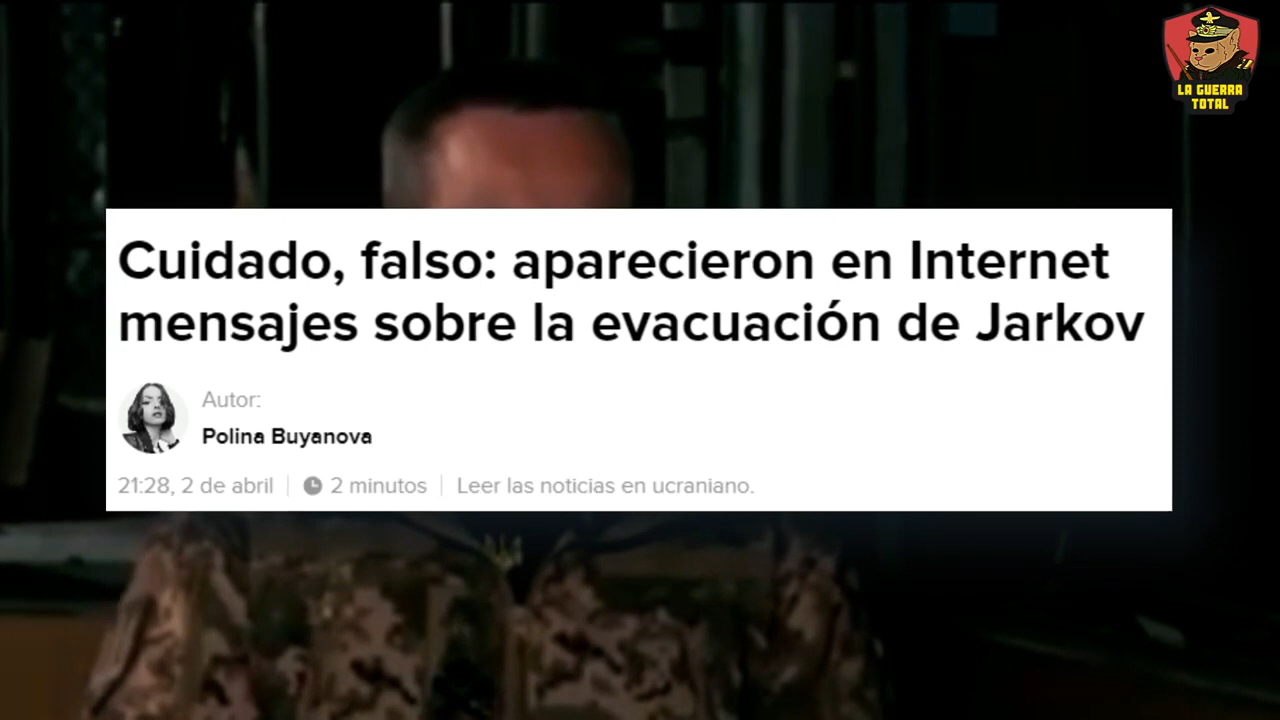 LA GUERRA
TOTAL
Cuidado, falso: aparecieron en Internet
mensajes sobre la evacuación de Jarkov
Autor:
Polina Buyanova
21:28, 2 de abril
2 minutos
Leer las noticias en ucraniano.